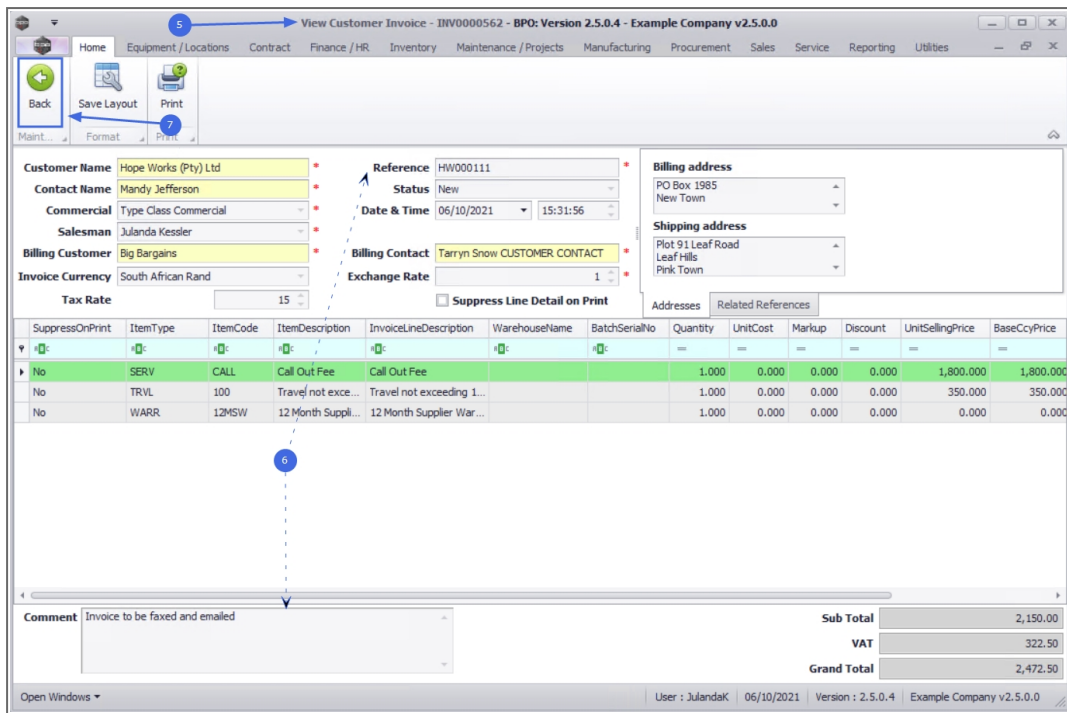 5
View Customer Invoice - INV0000562 - BPO: Version 2.5.0.4 - Example Company v2.5.0.0
Home Equipment / Locations Contract Finance / HR Inventory Maintenance / Projects Manufacturing Procurement Sales Service Reporting Utilities
Back Save Layout Print
7
Maint... Format Print
Customer Name Hope Works (Pty) Ltd * Reference HW000111 * Billing address
Contact Name Mandy Jefferson * Status New PO Box 1985
New Town
Commercial Type Class Commercial * Date & Time 06/10/2021 15:31:56
Salesman Julanda Kessler * Shipping address
Billing Customer Big Bargains * Billing Contact Tarryn Snow CUSTOMER CONTACT * Plot 91 Leaf Road
Leaf Hills
Invoice Currency South African Rand Exchange Rate 1 * Pink Town
Tax Rate 15 Suppress Line Detail on Print Addresses Related References
SuppressOnPrint ItemType ItemCode ItemDescription InvoiceLineDescription WarehouseName BatchSerialNo Quantity UnitCost Markup Discount UnitSellingPrice BaseCcyPrice
= = = = = =
No SERV CALL Call Out Fee Call Out Fee 1.000 0.000 0.000 0.000 1,800.000 1,800.000
No TRVL 100 Travel not exce... Travel not exceeding 1... 1.000 0.000 0.000 0.000 350.000 350.000
No WARR 12MSW 12 Month Suppli... 12 Month Supplier War... 1.000 0.000 0.000 0.000 0.000 0.000
6
Comment Invoice to be faxed and emailed Sub Total 2,150.00
VAT 322.50
Grand Total 2,472.50
Open Windows User : JulandaK 06/10/2021 Version : 2.5.0.4 Example Company v2.5.0.0